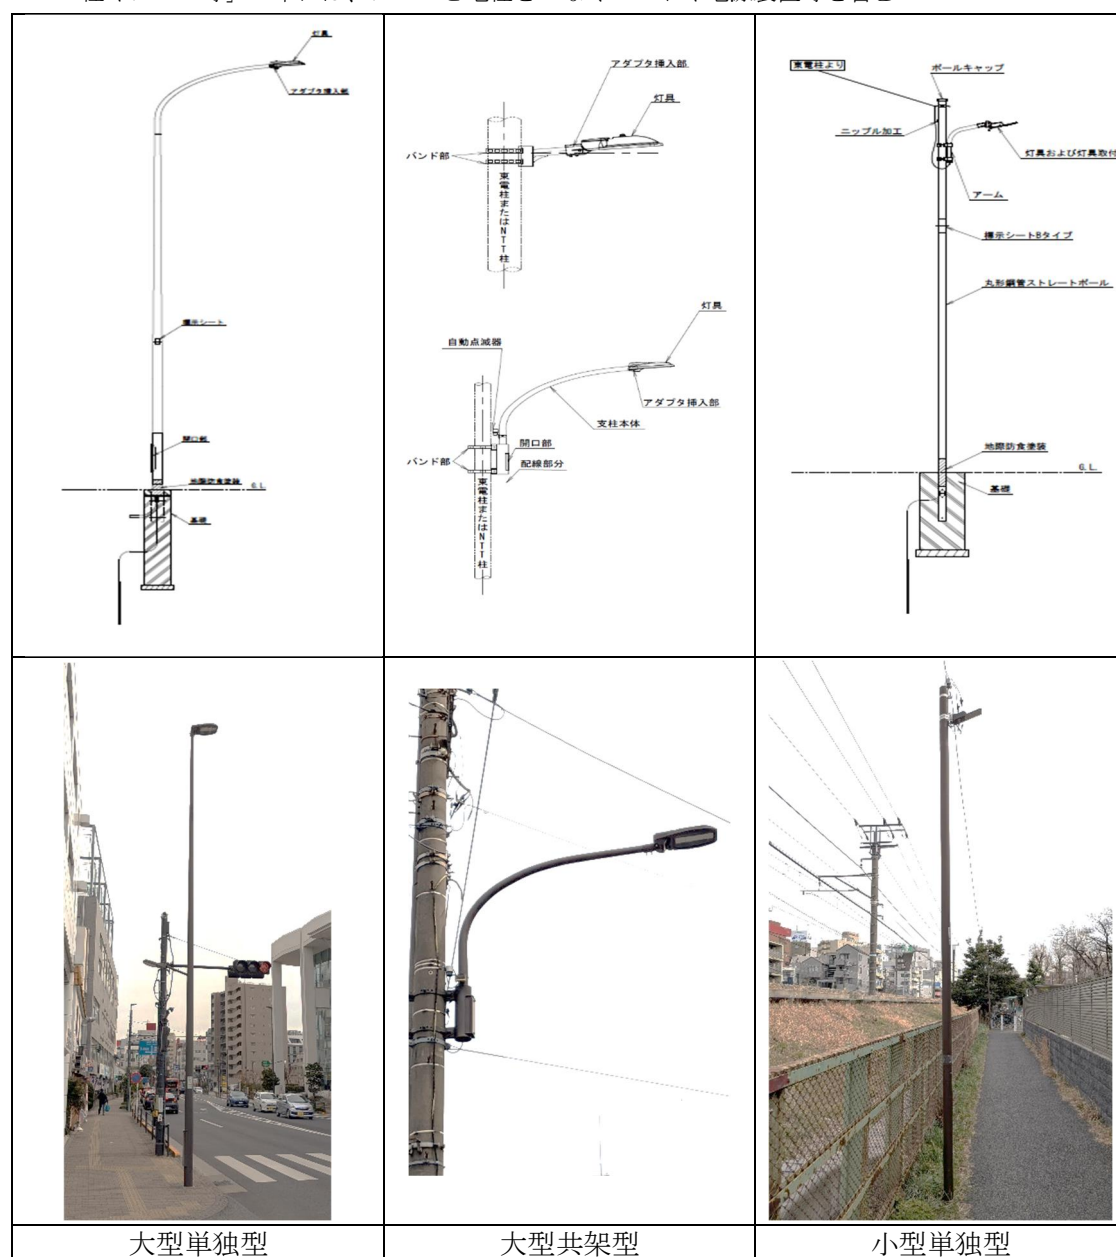 灯具
アダプタ挿入部
標示シート
開口部
地際防食塗装
G.L.
基礎
アダプタ挿入部
灯具
バンド部
東電柱またはNTT柱
灯具
自動点滅器
アダプタ挿入部
支柱本体
開口部
バンド部
配線部分
東電柱またはNTT柱
東電柱より
ポールキャップ
ニップル加工
灯具および灯具取付
アーム
標示シートBタイプ
丸形鋼管ストレートポール
地際防食塗装
G.L.
基礎
大型単独型
大型共架型
小型単独型